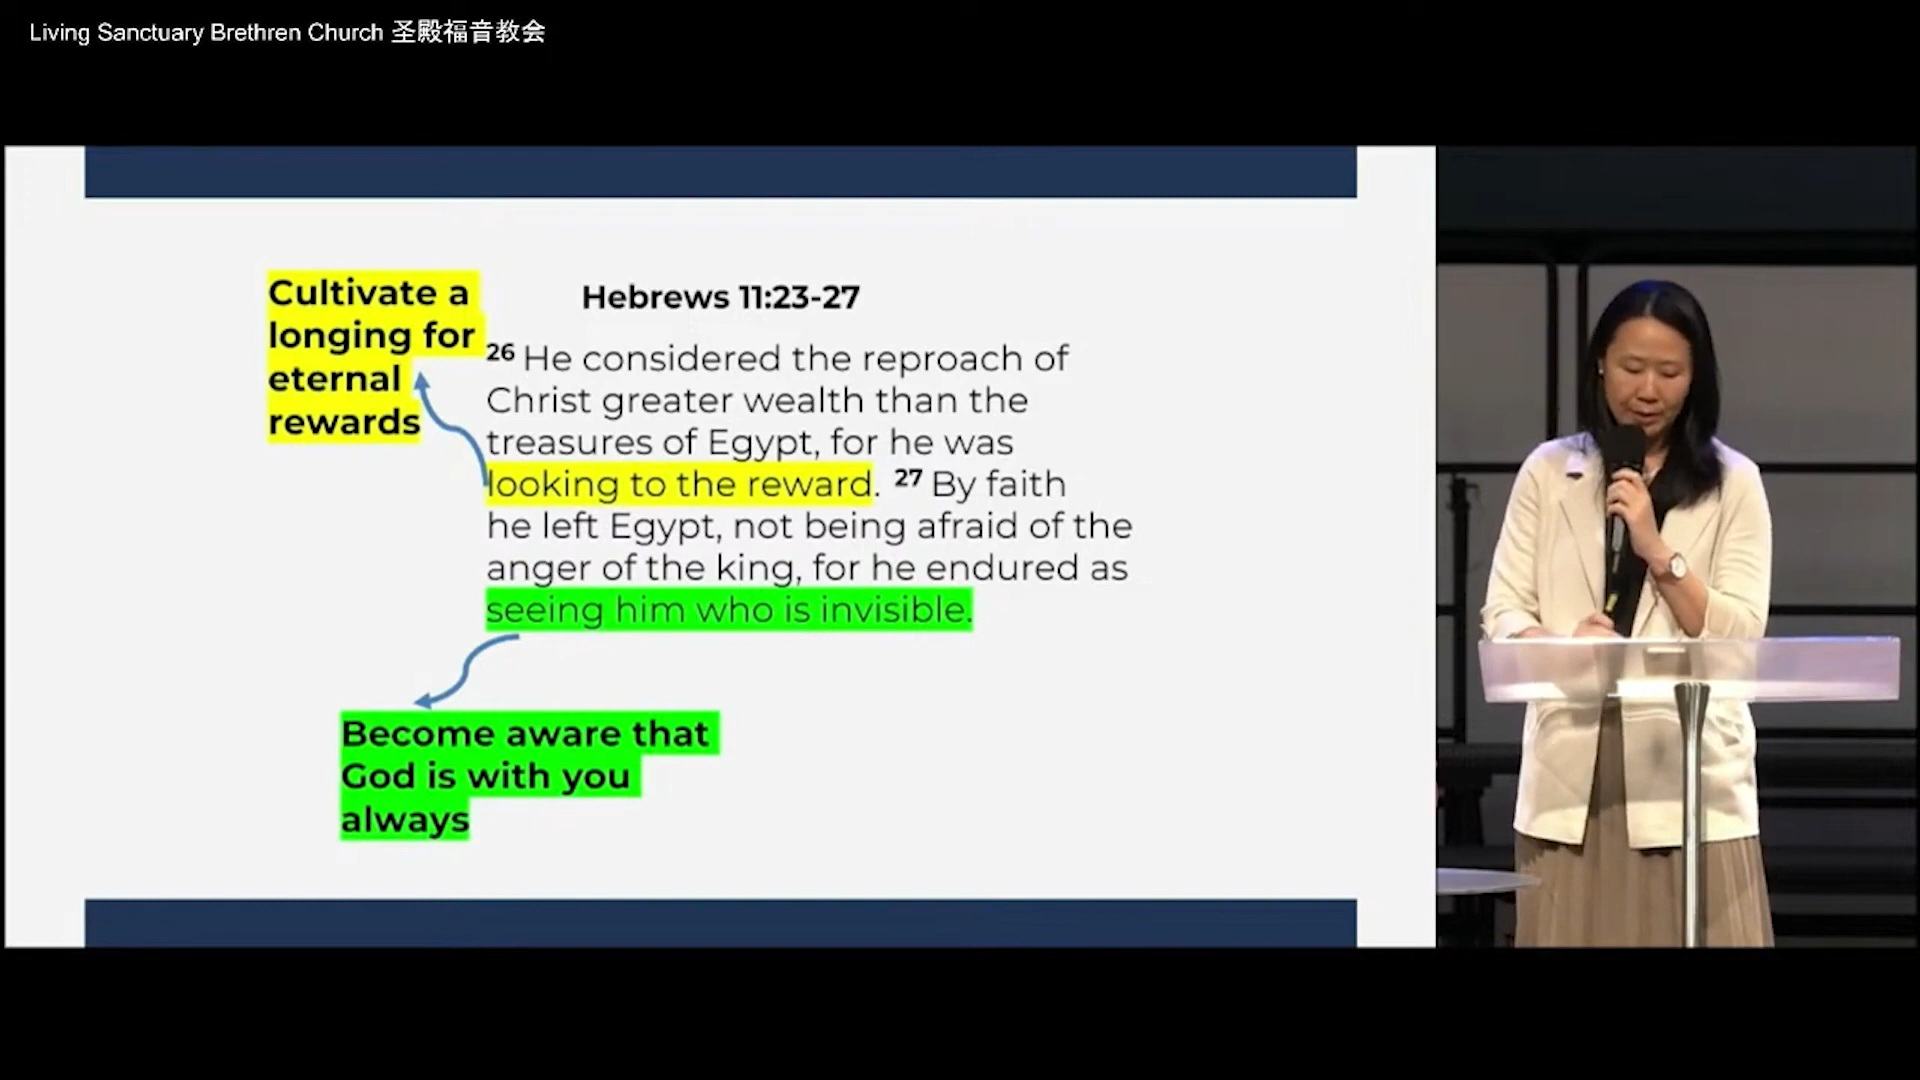 Living Sanctuary Brethren Church 圣殿福音教会
Cultivate a
longing for
eternal
rewards
Hebrews 11:23-27
26 He considered the reproach of
Christ greater wealth than the
treasures of Egypt, for he was
looking to the reward. 27 By faith
he left Egypt, not being afraid of the
anger of the king, for he endured as
seeing him who is invisible.
Become aware that
God is with you
always